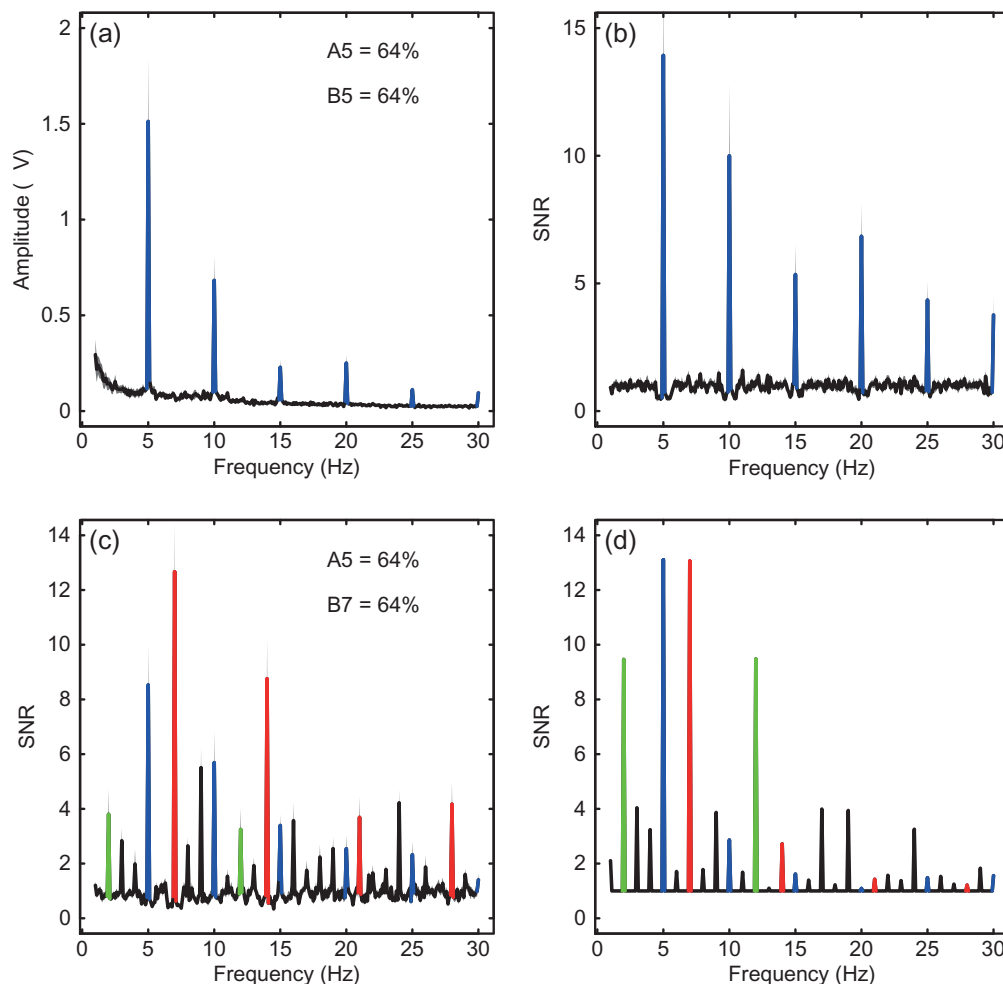 (a)
A5 = 64%
B5 = 64%
2
1.5
1
0.5
0
Amplitude ( V)
0 5 10 15 20 25 30
Frequency (Hz)
(b)
15
10
5
0
SNR
0 5 10 15 20 25 30
Frequency (Hz)
(c)
A5 = 64%
B7 = 64%
14
12
10
8
6
4
2
0
SNR
0 5 10 15 20 25 30
Frequency (Hz)
(d)
14
12
10
8
6
4
2
0
SNR
0 5 10 15 20 25 30
Frequency (Hz)